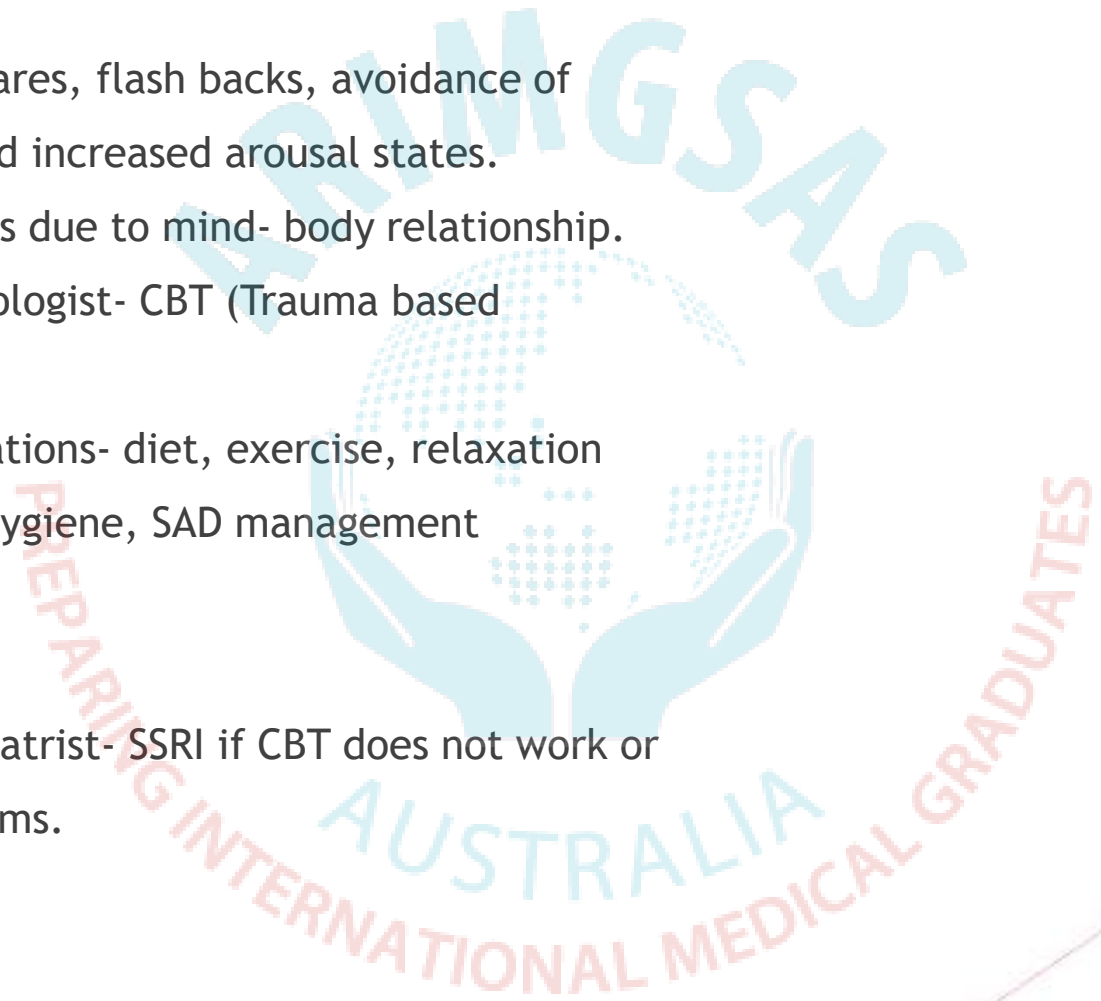 ares, flash backs, avoidance of
d increased arousal states.
s due to mind- body relationship.
ologist- CBT (Trauma based
ations- diet, exercise, relaxation
ygiene, SAD management
atrist- SSRI if CBT does not work or
ms.
ARIMGSAS
AUSTRALIA
PREPARING INTERNATIONAL MEDICAL GRADUATES